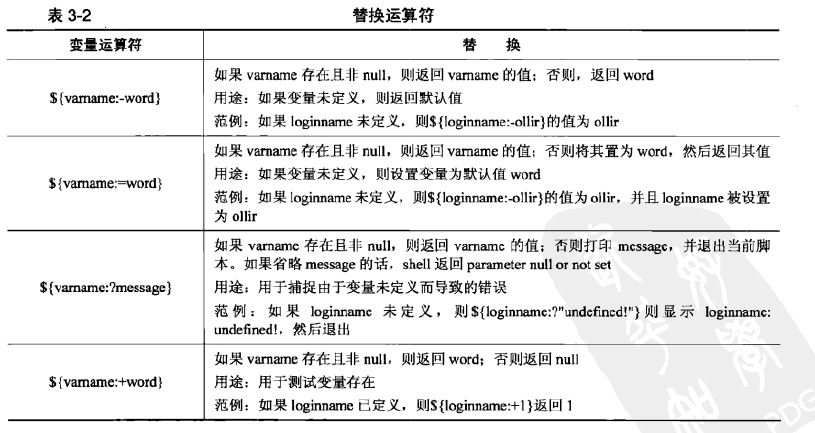 表 3-2 替换运算符
变量运算符 替 换
${varname:-word}
如果 varname 存在且非 null，则返回 varname 的值；否则，返回 word
用途：如果变量未定义，则返回默认值
范例：如果 loginname 未定义，则${loginname:-ollir}的值为 ollir
${varname:=word}
如果 varname 存在且非 null，则返回 varname 的值；否则将其置为 word，然后返回其值
用途：如果变量未定义，则设置变量为默认值 word
范例：如果 loginname 未定义，则${loginname:-ollir}的值为 ollir，并且 loginname 被设置
为 ollir
${varname:?message}
如果 varname 存在且非 null，则返回 varname 的值；否则打印 message，并退出当前脚
本。如果省略 message 的话，shell 返回 parameter null or not set
用途：用于捕捉由于变量未定义而导致的错误
范例：如果 loginname 未定义，则${loginname:?"undefined!"}则显示 loginname:
undefined!，然后退出
${varname:+word}
如果 varname 存在且非 null，则返回 word；否则返回 null
用途：用于测试变量存在
范例：如果 loginname 已定义，则${loginname:+1}返回 1
PDG